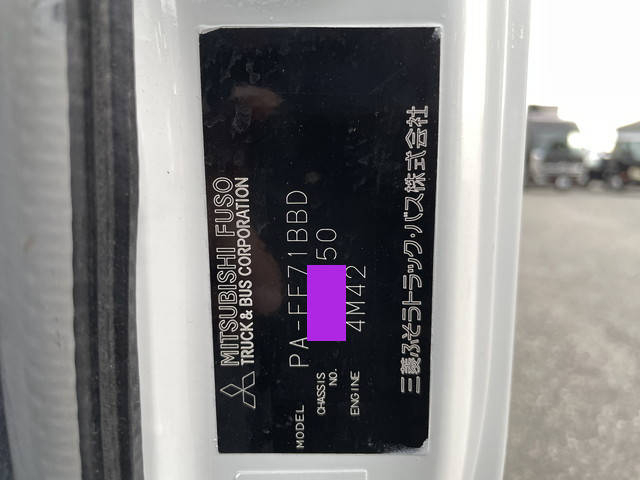 MITSUBISHI FUSO
TRUCK & BUS CORPORATION
MODEL PA-FE71BBD
CHASSIS NO. 50
ENGINE 4M42
三菱ふそうトラック・バス株式会社